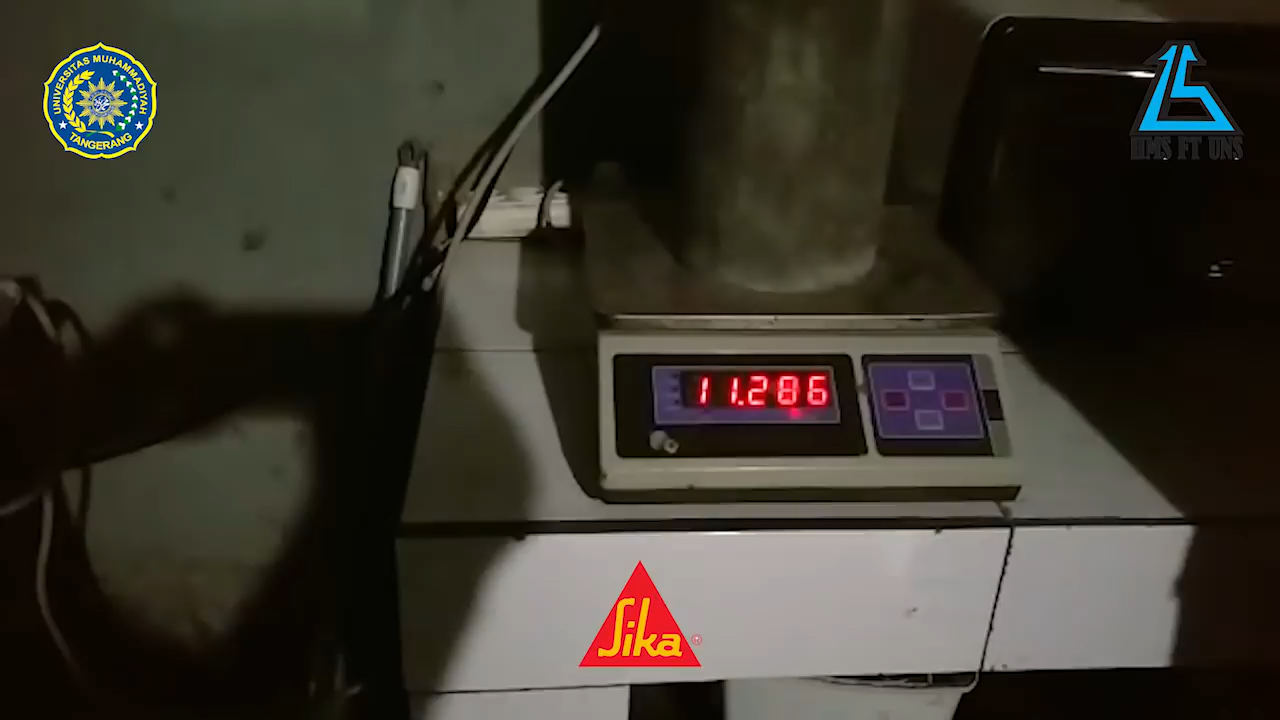 UNIVERSITAS MUHAMMADIYAH
TANGERANG
HMS FT UNS
11.286
Sika
®